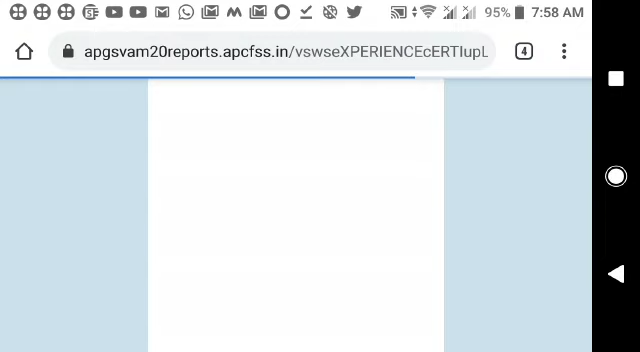 95% 7:58 AM
apgsvam20reports.apcfss.in/vswseXPERIENCEcERTIupL
4